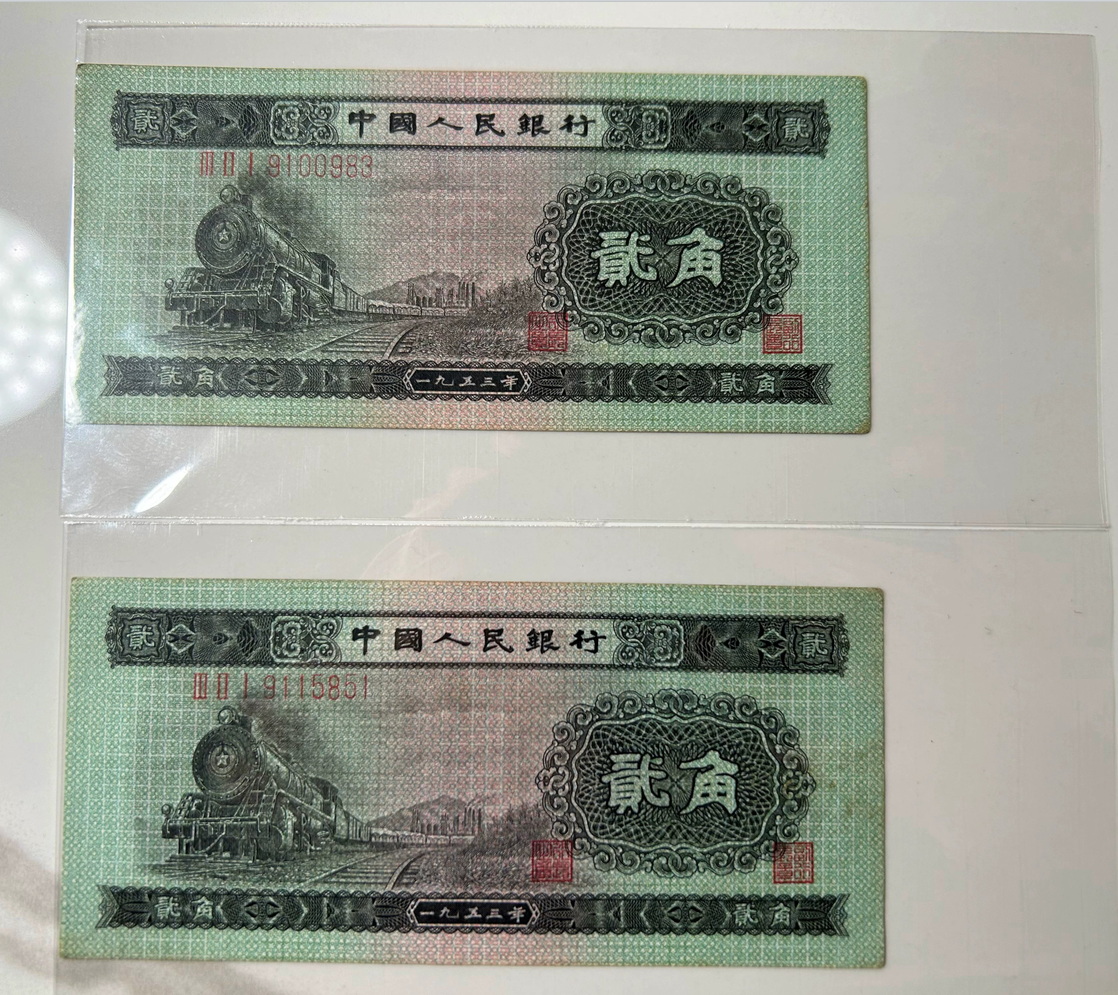 貳 中國人民銀行 貳
III II I 9100983
貳角
貳角 一九五三年 貳角
貳 中國人民銀行 貳
III II I 9115851
貳角
貳角 一九五三年 貳角